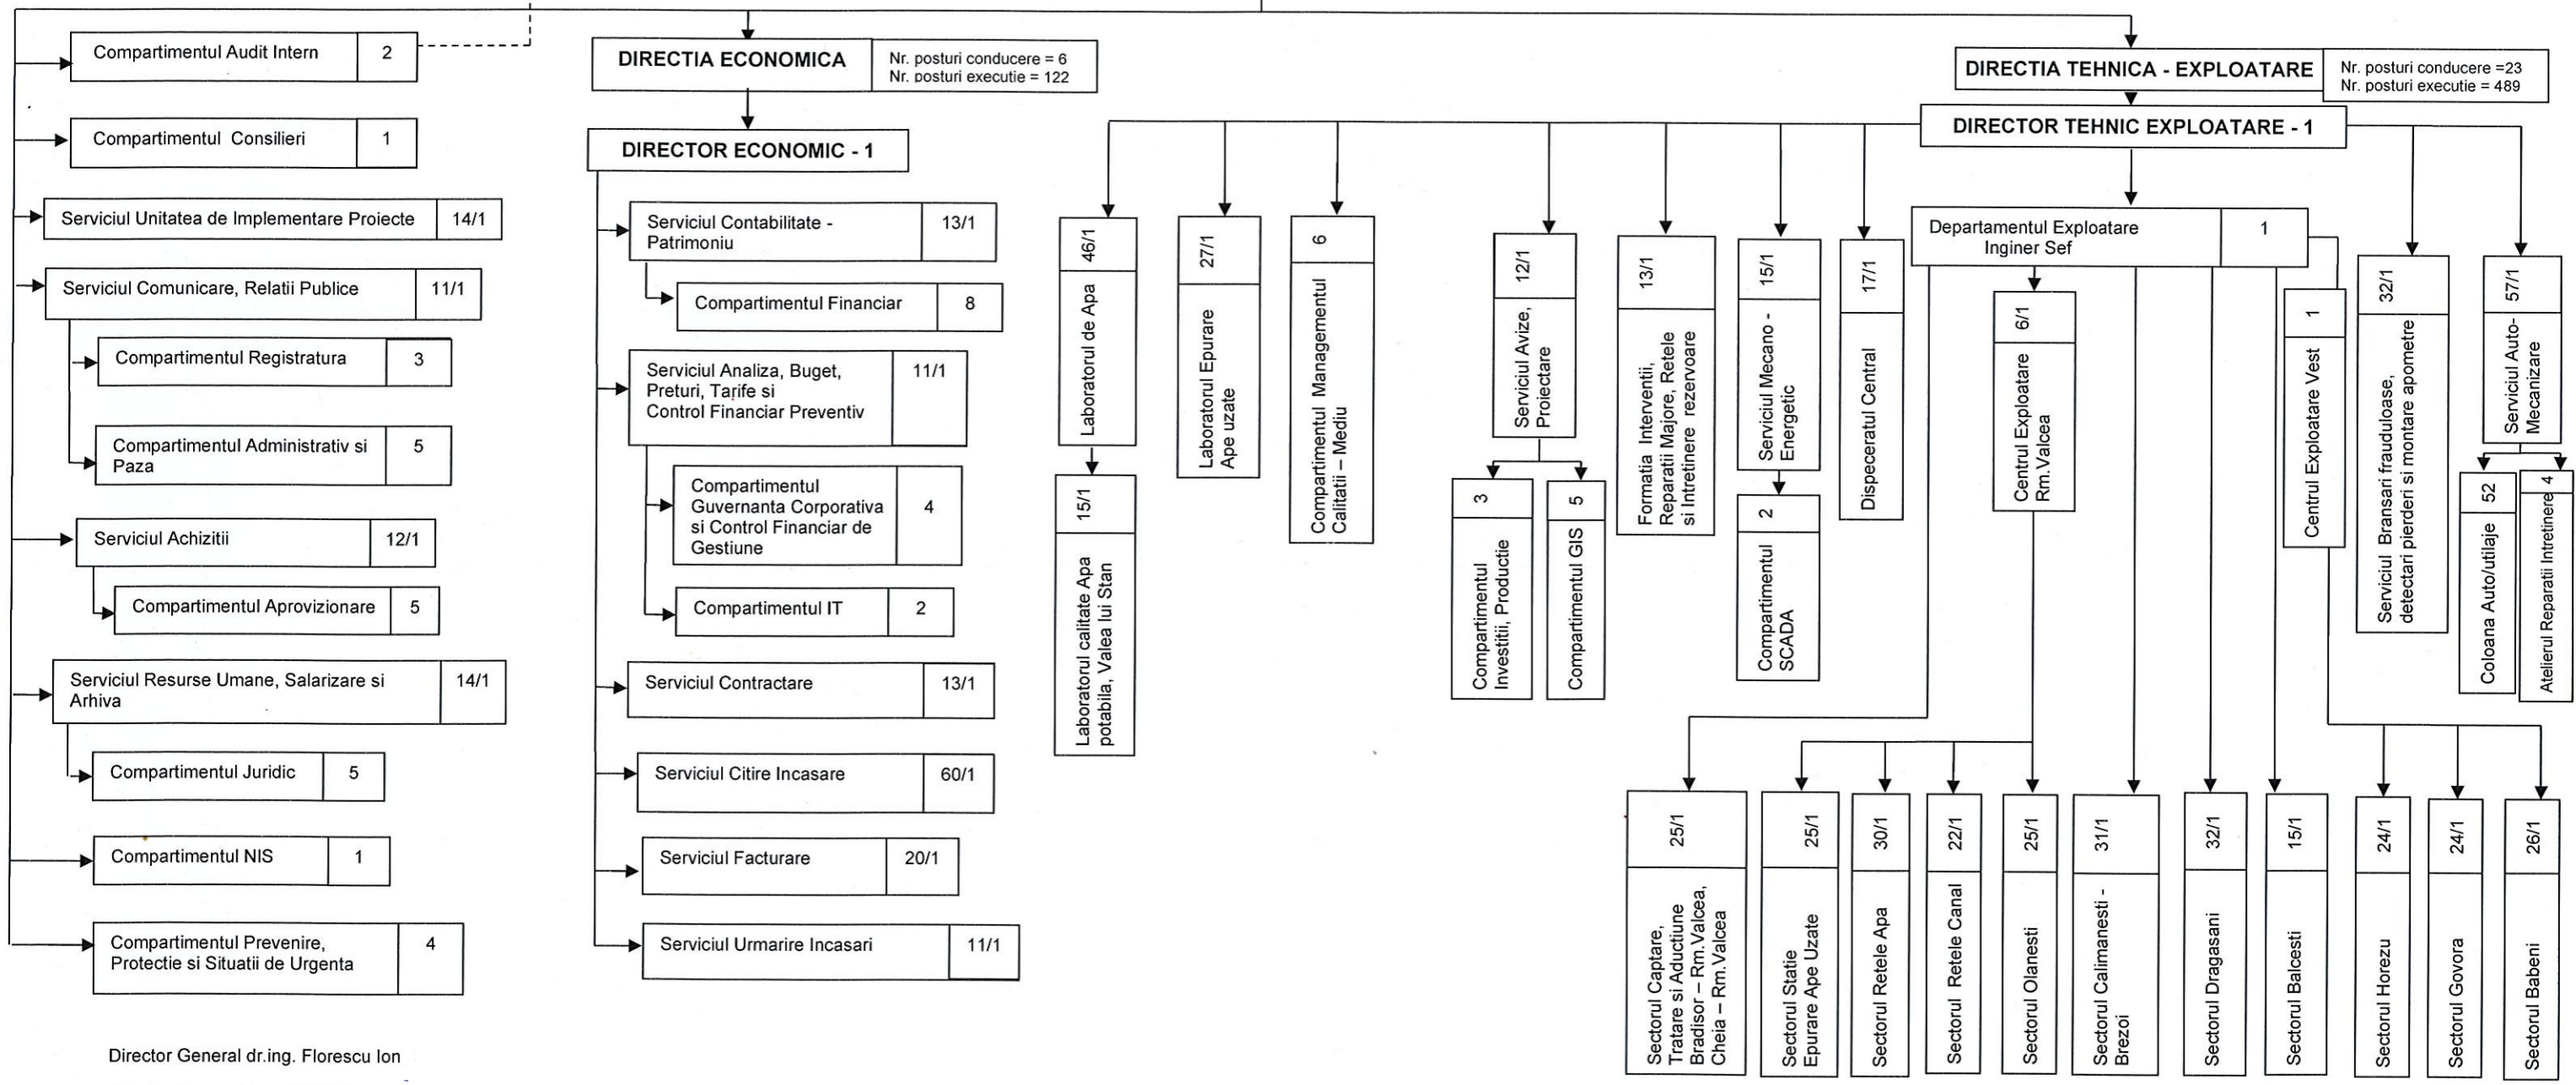 Compartimentul Audit Intern
2
Compartimentul Consilieri
1
Serviciul Unitatea de Implementare Proiecte
14/1
Serviciul Comunicare, Relatii Publice
11/1
Compartimentul Registratura
3
Compartimentul Administrativ si
Paza
5
Serviciul Achizitii
12/1
Compartimentul Aprovizionare
5
Serviciul Resurse Umane, Salarizare si
Arhiva
14/1
Compartimentul Juridic
5
Compartimentul NIS
1
Compartimentul Prevenire,
Protectie si Situatii de Urgenta
4
Director General dr.ing. Florescu Ion
DIRECTIA ECONOMICA
Nr. posturi conducere = 6
Nr. posturi executie = 122
DIRECTOR ECONOMIC - 1
Serviciul Contabilitate -
Patrimoniu
13/1
Compartimentul Financiar
8
Serviciul Analiza, Buget,
Preturi, Tarife si
Control Financiar Preventiv
11/1
Compartimentul
Guvernanta Corporativa
si Control Financiar de
Gestiune
4
Compartimentul IT
2
Serviciul Contractare
13/1
Serviciul Citire Incasare
60/1
Serviciul Facturare
20/1
Serviciul Urmarire Incasari
11/1
DIRECTIA TEHNICA - EXPLOATARE
Nr. posturi conducere =23
Nr. posturi executie = 489
DIRECTOR TEHNIC EXPLOATARE - 1
46/1
Laboratorul de Apa
15/1
Laboratorul calitate Apa
potabila, Valea lui Stan
27/1
Laboratorul Epurare
Ape uzate
6
Compartimentul Managementul
Calitatii – Mediu
12/1
Serviciul Avize,
Proiectare
3
Compartimentul
Investitii, Productie
5
Compartimentul GIS
13/1
Formatia Interventii,
Reparatii Majore, Retele
si Intretinere rezervoare
15/1
Serviciul Mecano -
Energetic
2
Compartimentul
SCADA
17/1
Dispeceratul Central
Departamentul Exploatare
Inginer Sef
1
6/1
Centrul Exploatare
Rm.Valcea
1
Centrul Exploatare Vest
32/1
Serviciul Bransari frauduloase,
detectari pierderi si montare apometre
57/1
Serviciul Auto-
Mecanizare
52
Coloana Auto/utilaje
4
Atelierul Reparatii Intretinere
25/1
Sectorul Captare,
Tratare si Aductiune
Bradisor – Rm.Valcea,
Cheia – Rm.Valcea
25/1
Sectorul Statie
Epurare Ape Uzate
30/1
Sectorul Retele Apa
22/1
Sectorul Retele Canal
25/1
Sectorul Olanesti
31/1
Sectorul Calimanesti -
Brezoi
32/1
Sectorul Dragasani
15/1
Sectorul Balcesti
24/1
Sectorul Horezu
24/1
Sectorul Govora
26/1
Sectorul Babeni